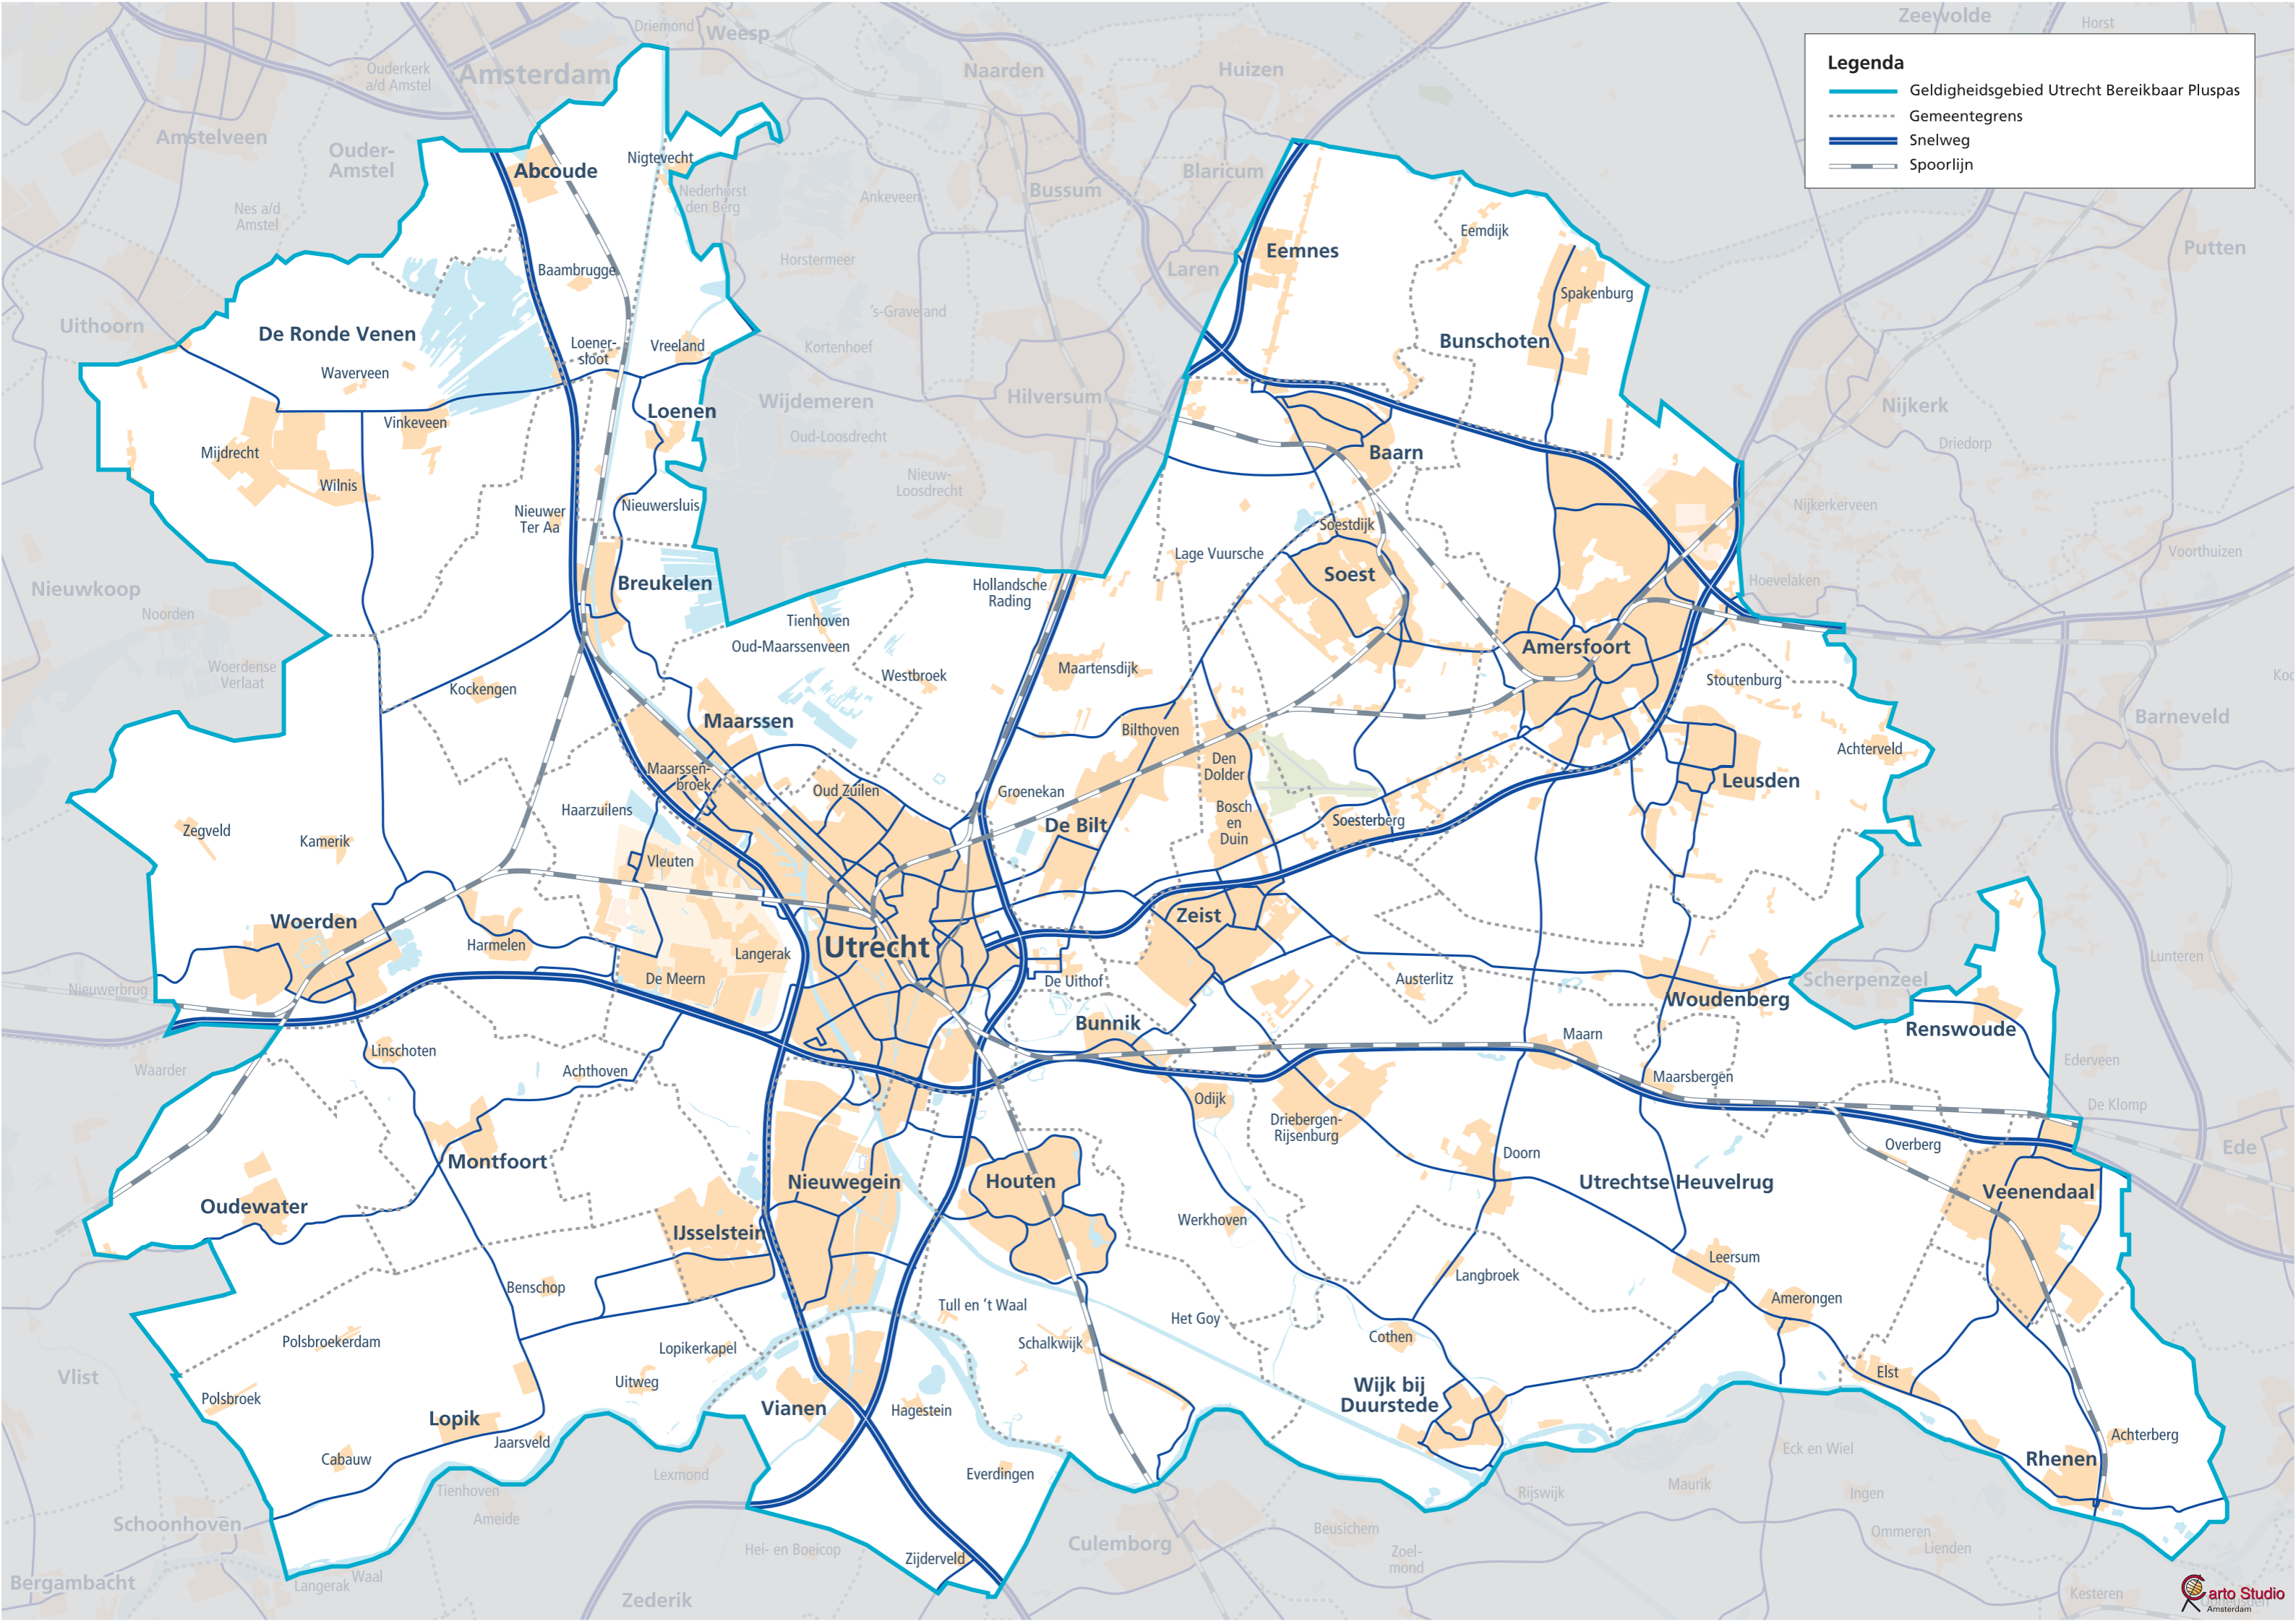 Legenda
Geldigheidsgebied Utrecht Bereikbaar Pluspas
Gemeentegrens
Snelweg
Spoorlijn
Zeewolde
Horst
Driemond
Weesp
Ouderkerk
a/d Amstel
Amsterdam
Naarden
Huizen
Amstelveen
Ouder-
Amstel
Abcoude
Nigtevecht
Nederhorst
den Berg
Ankeveen
Bussum
Blaricum
Nes a/d
Amstel
Eemdijk
Putten
Eemnes
Baambrugge
Horstermeer
Laren
Spakenburg
Uithoorn
De Ronde Venen
's-Graveland
Loener-
sloot
Vreeland
Kortenhoef
Bunschoten
Waverveen
Hilversum
Wijdemeren
Loenen
Nijkerk
Vinkeveen
Oud-Loosdrecht
Driedorp
Mijdrecht
Baarn
Wilnis
Nieuw-
Loosdrecht
Nieuwersluis
Nijkerkerveen
Nieuwer
Ter Aa
Soestdijk
Lage Vuursche
Voorthuizen
Nieuwkoop
Breukelen
Hollandsche
Rading
Soest
Hoevelaken
Noorden
Tienhoven
Oud-Maarssenveen
Amersfoort
Woerdense
Verlaat
Westbroek
Maartensdijk
Stoutenburg
Kockengen
Maarssen
Bilthoven
Barneveld
Achterveld
Maarssen-
broek
Den
Dolder
Leusden
Oud Zuilen
Groenekan
Haarzuilens
Bosch
en
Duin
Soesterberg
De Bilt
Zegveld
Kamerik
Vleuten
Woerden
Zeist
Harmelen
Utrecht
Langerak
Lunteren
De Meern
De Uithof
Austerlitz
Scherpenzeel
Nieuwerbrug
Woudenberg
Bunnik
Renswoude
Maarn
Linschoten
Waarder
Achthoven
Ederveen
Maarsbergen
Odijk
De Klomp
Driebergen-
Rijsenburg
Overberg
Ede
Doorn
Montfoort
Nieuwegein
Houten
Utrechtse Heuvelrug
Veenendaal
Oudewater
Werkhoven
IJsselstein
Leersum
Langbroek
Benschop
Amerongen
Tull en 't Waal
Het Goy
Polsbroekerdam
Schalkwijk
Cothen
Lopikerkapel
Vlist
Elst
Uitweg
Wijk bij
Duurstede
Polsbroek
Vianen
Hagestein
Lopik
Achterberg
Jaarsveld
Eck en Wiel
Cabauw
Rhenen
Lexmond
Everdingen
Maurik
Tienhoven
Rijswijk
Ingen
Ameide
Schoonhoven
Beusichem
Ommeren
Culemborg
Hei- en Boeicop
Lienden
Zoel-
mond
Zijderveld
Waal
Bergambacht
Langerak
Kesteren
Zederik
Carto Studio
Amsterdam